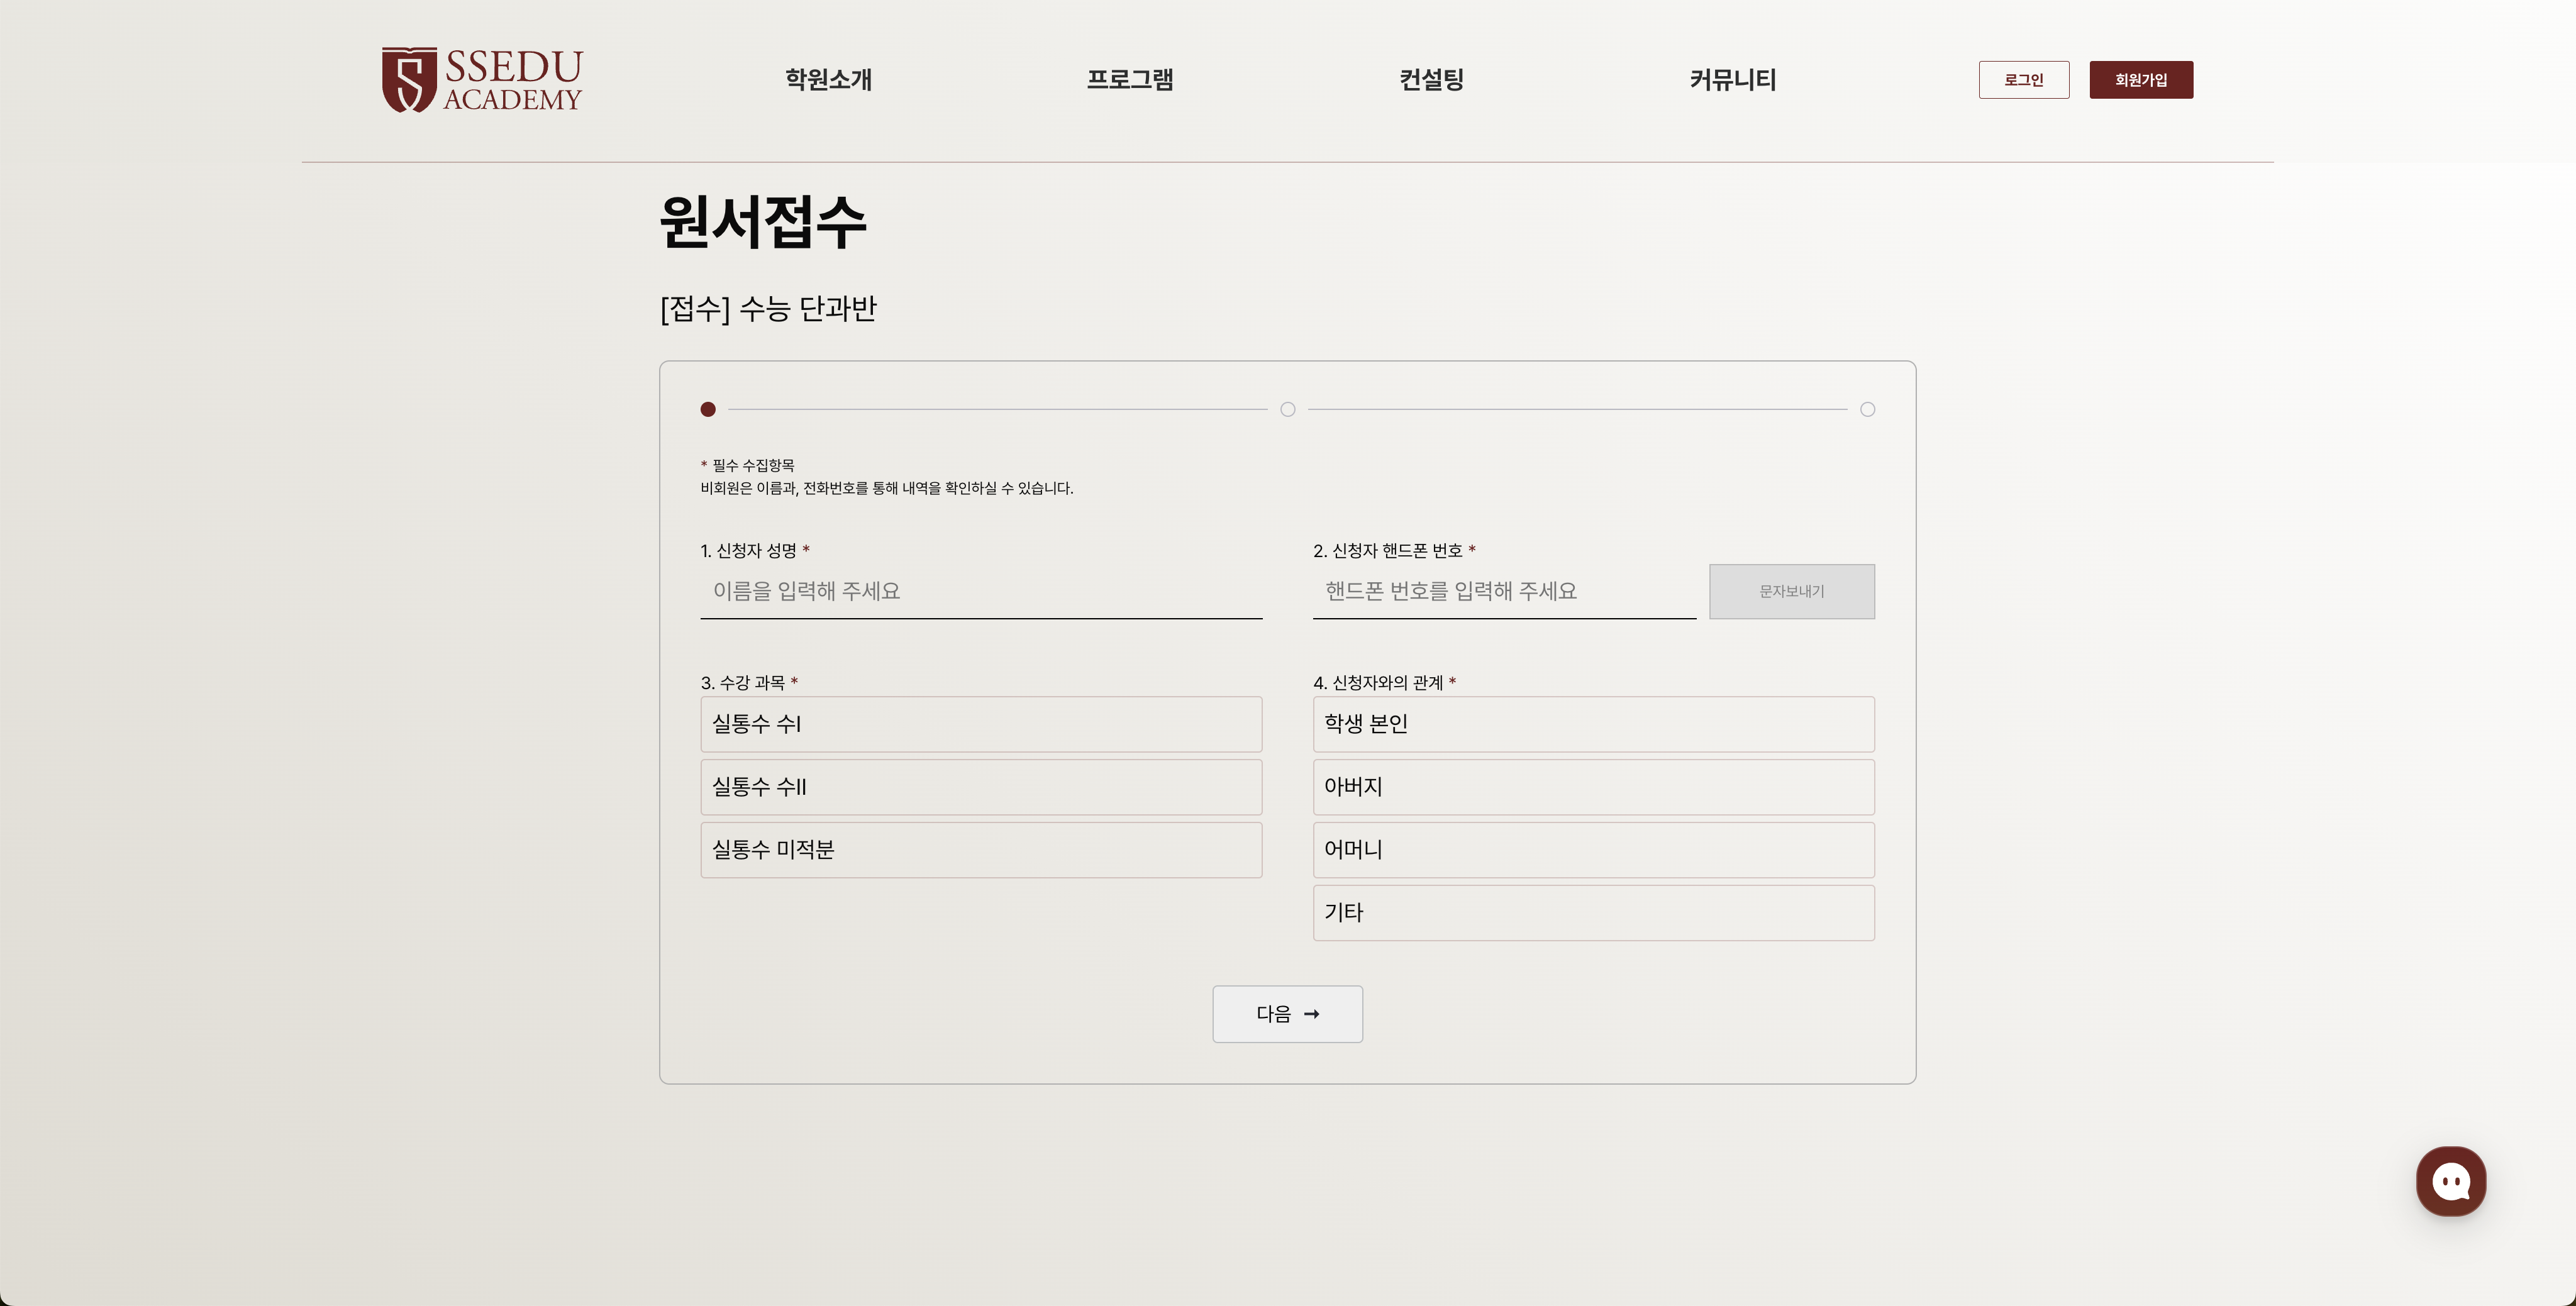 SSEDU
ACADEMY
학원소개
프로그램
컨설팅
커뮤니티
로그인
회원가입
원서접수
[접수] 수능 단과반
* 필수 수집항목
비회원은 이름과, 전화번호를 통해 내역을 확인하실 수 있습니다.
1. 신청자 성명 *
이름을 입력해 주세요
2. 신청자 핸드폰 번호 *
핸드폰 번호를 입력해 주세요
문자보내기
3. 수강 과목 *
실통수 수I
실통수 수II
실통수 미적분
4. 신청자와의 관계 *
학생 본인
아버지
어머니
기타
다음 →